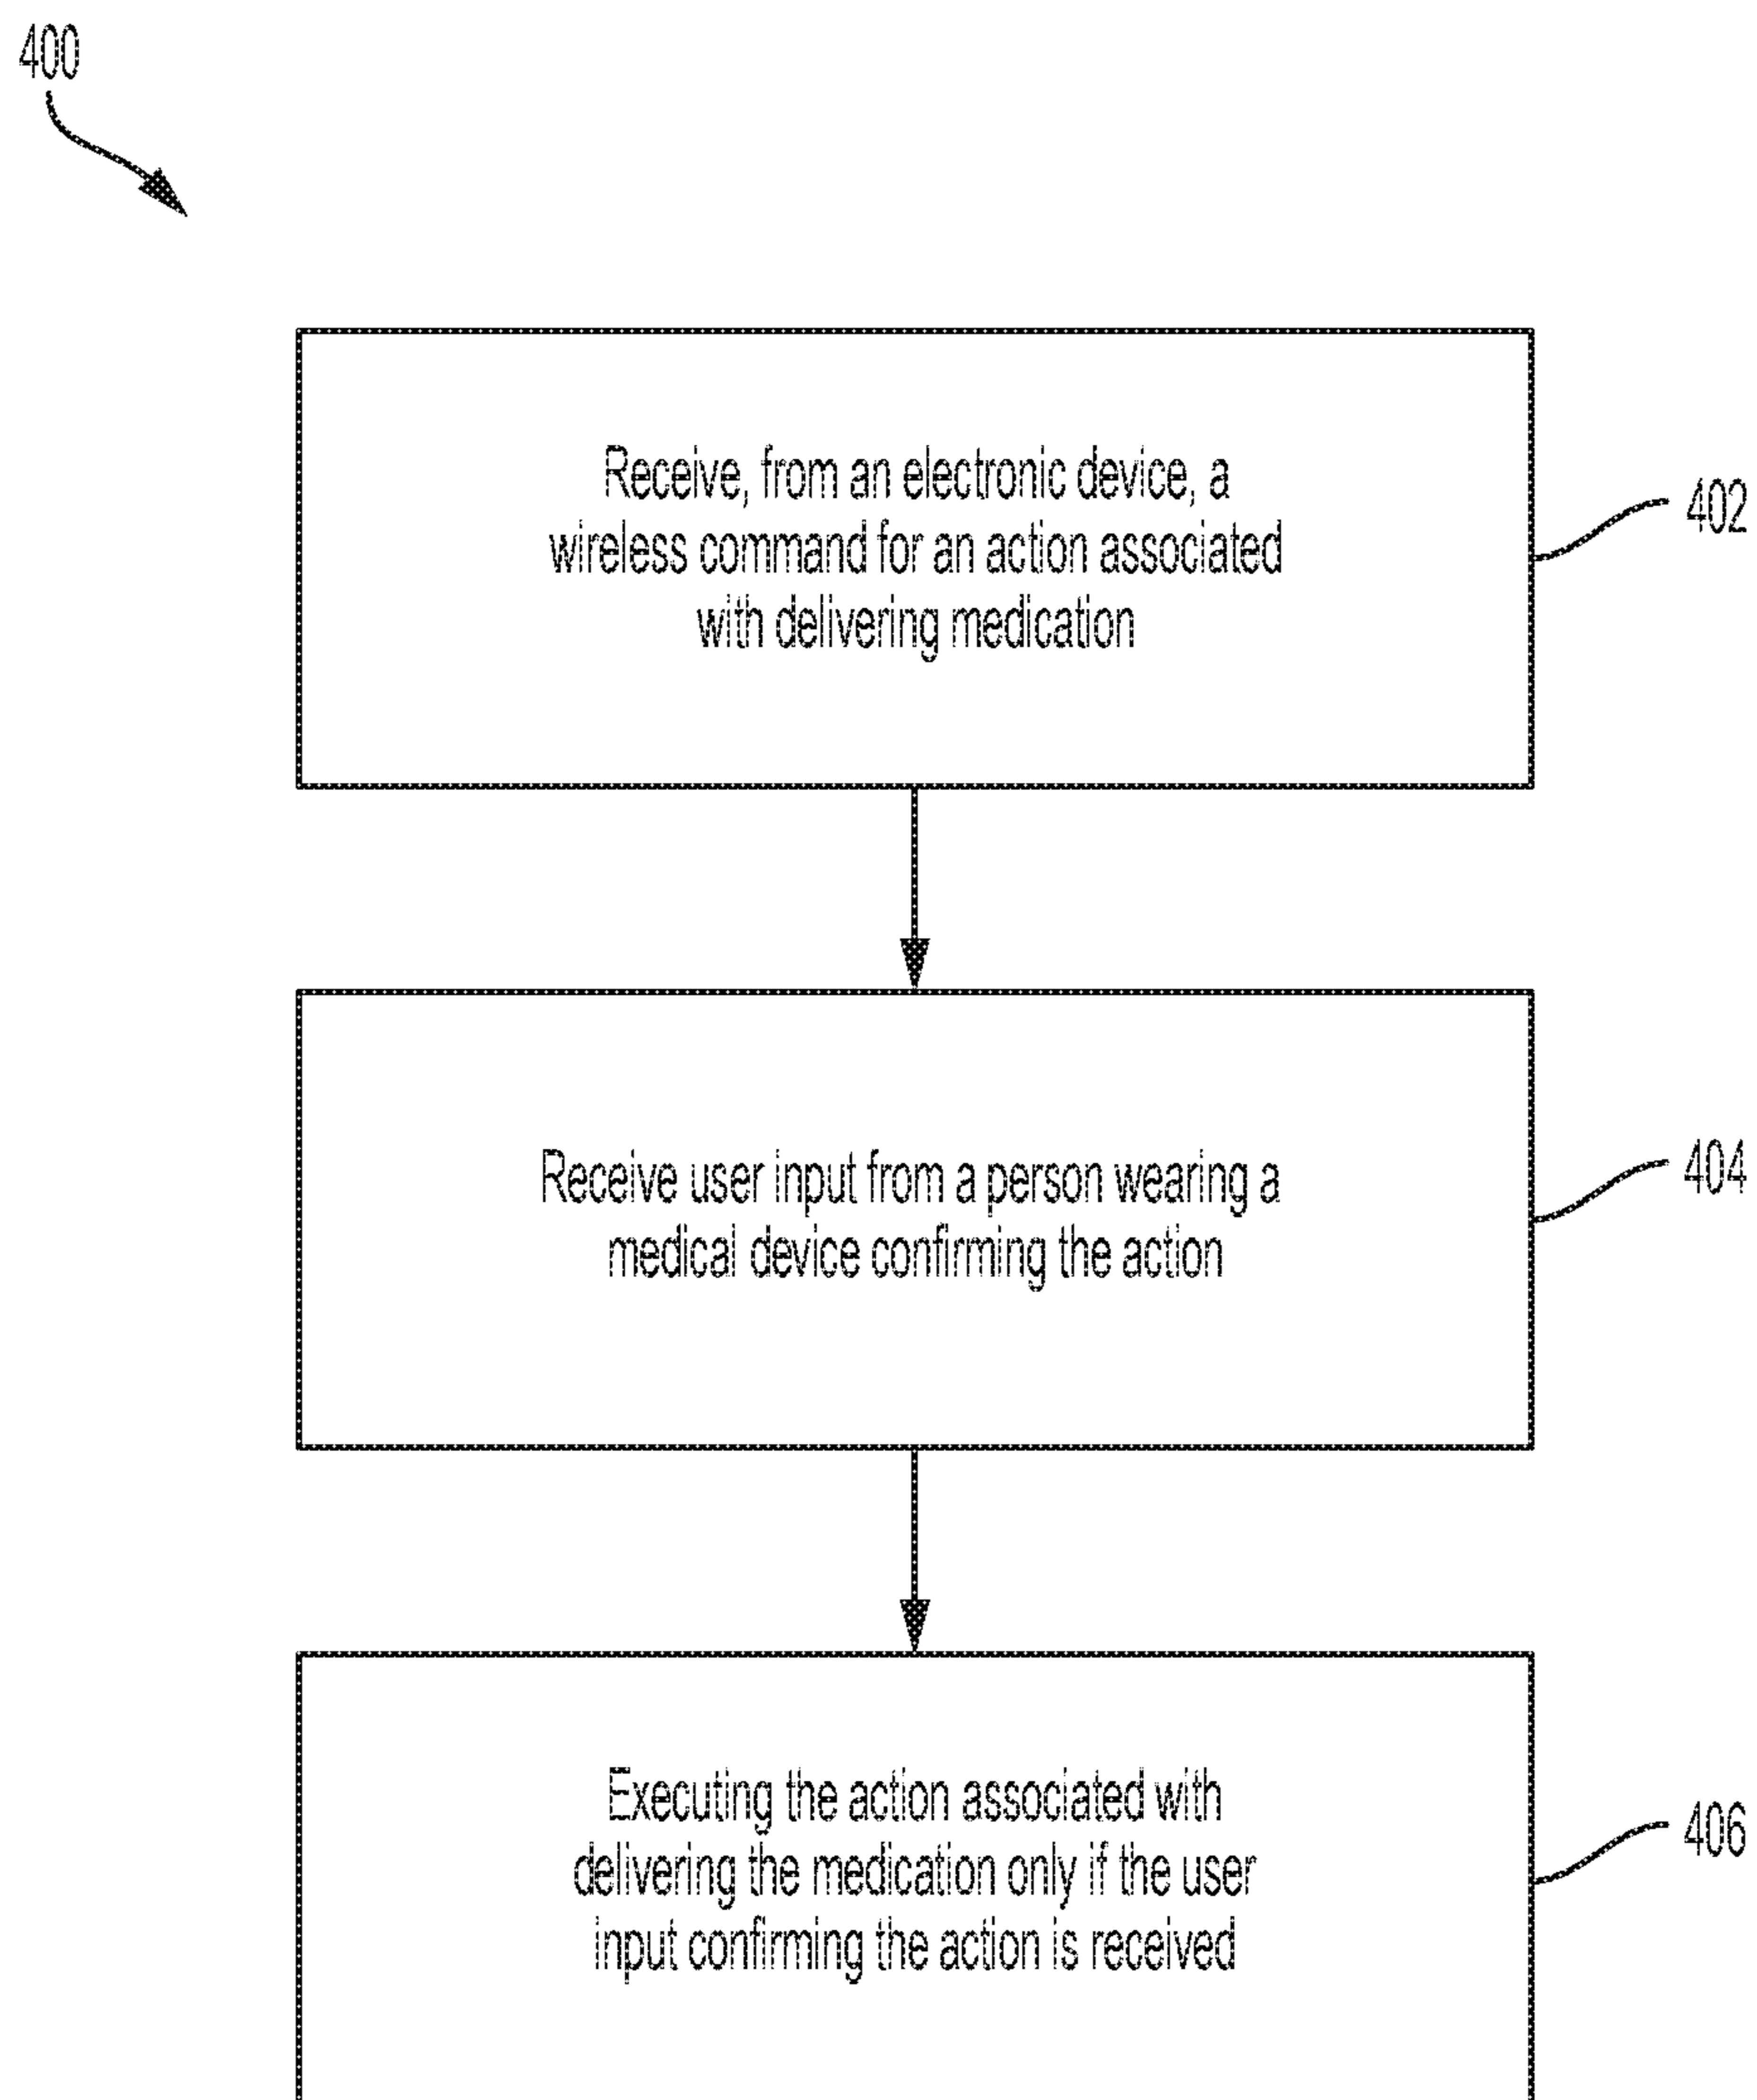 400
Receive, from an electronic device, a
wireless command for an action associated
with delivering medication
402
Receive user input from a person wearing a
medical device confirming the action
404
Executing the action associated with
delivering the medication only if the user
input confirming the action is received
406